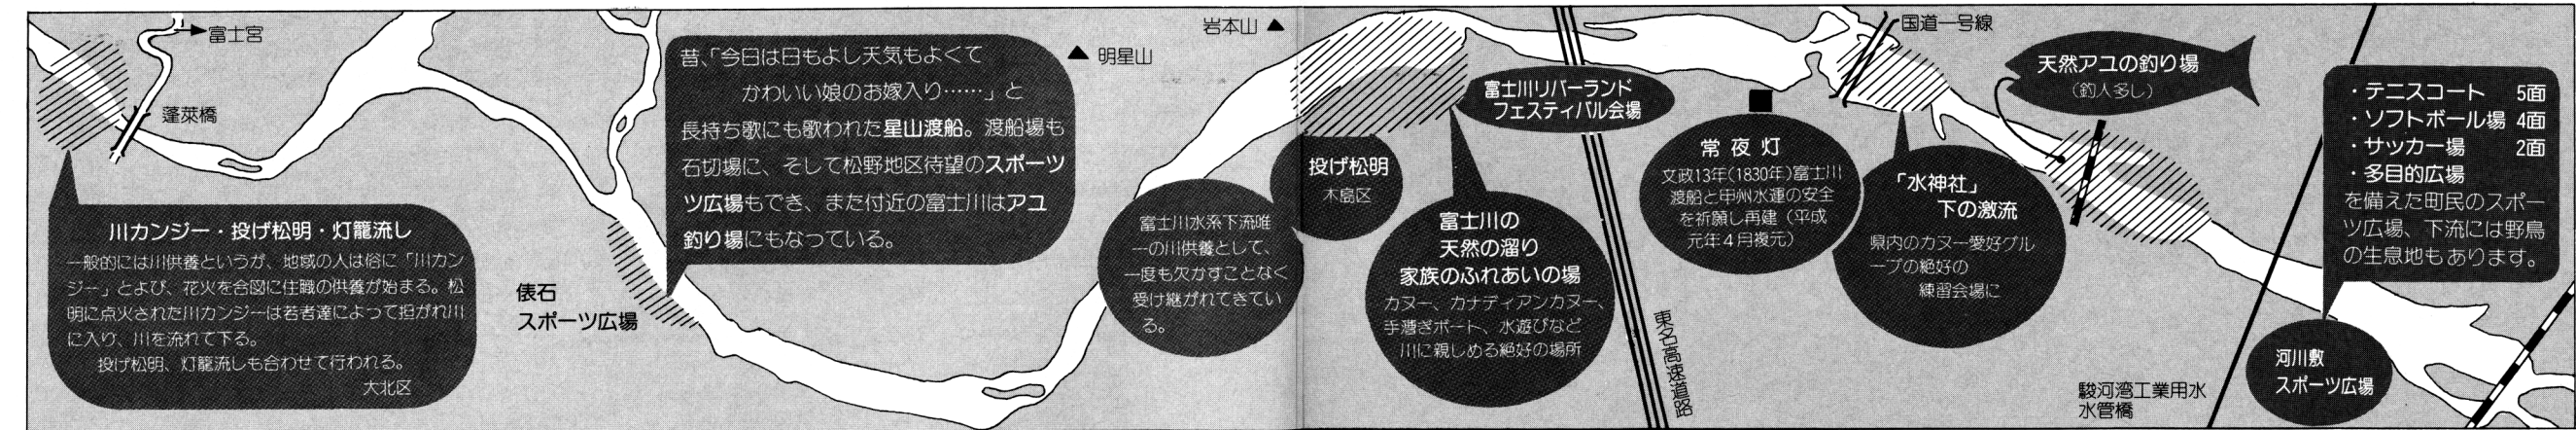 富士宮
蓬萊橋
川カンジー・投げ松明・灯籠流し
一般的には川供養というが、地域の人は俗に「川カン
ジー」とよび、花火を合図に住職の供養が始まる。松
明に点火された川カンジーは若者達によって担がれ川
に入り、川を流れて下る。
投げ松明、灯籠流しも合わせて行われる。
大北区
俵石
スポーツ広場
昔、「今日は日もよし天気もよくて
かわいい娘のお嫁入り……」と
長持ち歌にも歌われた星山渡船。渡船場も
石切場に、そして松野地区待望のスポーツ
ツ広場もでき、また付近の富士川はアユ
釣り場にもなっている。
明星山
岩本山
富士川水系下流唯
一の川供養として、
一度も欠かすことなく
受け継がれてきてい
る。
投げ松明
木島区
富士川リバーランド
フェスティバル会場
富士川の
天然の溜り
家族のふれあいの場
カヌー、カナディアンカヌー、
手漕ぎボート、水遊びなど
川に親しめる絶好の場所
東名高速道路
常夜灯
文政13年(1830年)富士川
渡船と甲州水運の安全
を祈願し再建（平成
元年4月複元）
国道一号線
「水神社」
下の激流
県内のカヌー愛好グル
ープの絶好の
練習会場に
天然アユの釣り場
（釣人多し）
・テニスコート 5面
・ソフトボール場 4面
・サッカー場 2面
・多目的広場
を備えた町民のスポー
ツ広場、下流には野鳥
の生息地もあります。
河川敷
スポーツ広場
駿河湾工業用水
水管橋